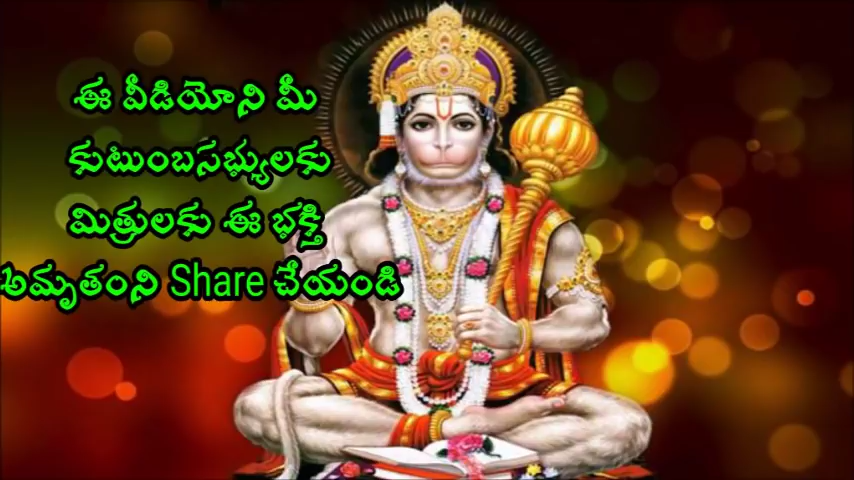 ఈ వీడియోని మీ
కుటుంబసభ్యులకు
మిత్రులకు ఈ భక్తి
అమృతంని Share చేయండి